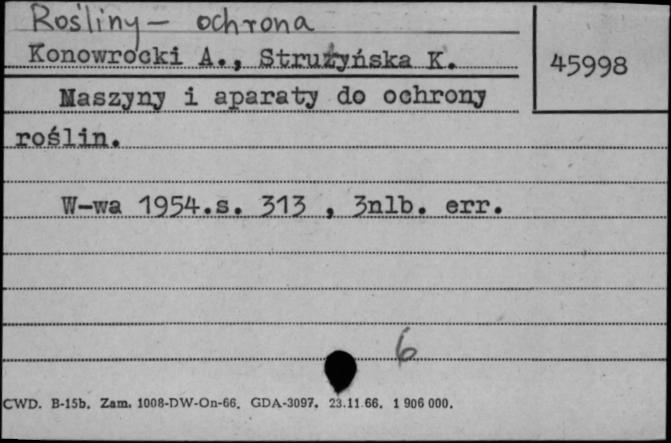 Rośliny - ochrona
Konowrocki A., Strużyńska K.
45998
Maszyny i aparaty do ochrony
roślin.
W-wa 1954.s. 313 , 3nlb. err.
6
CWD. B-15b. Zam. 1008-DW-On-66. GDA-3097. 23.11.66. 1 906 000.